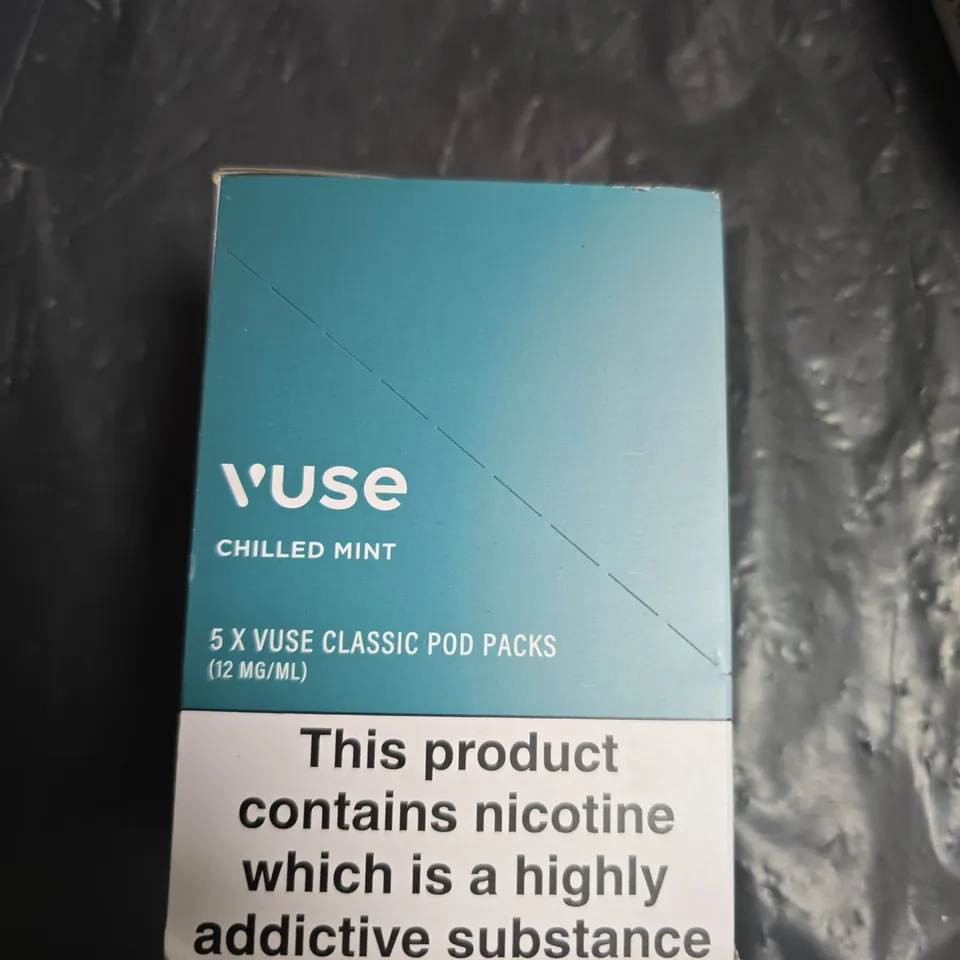 vuse
CHILLED MINT
5 X VUSE CLASSIC POD PACKS
(12 MG/ML)
This product
contains nicotine
which is a highly
addictive substance